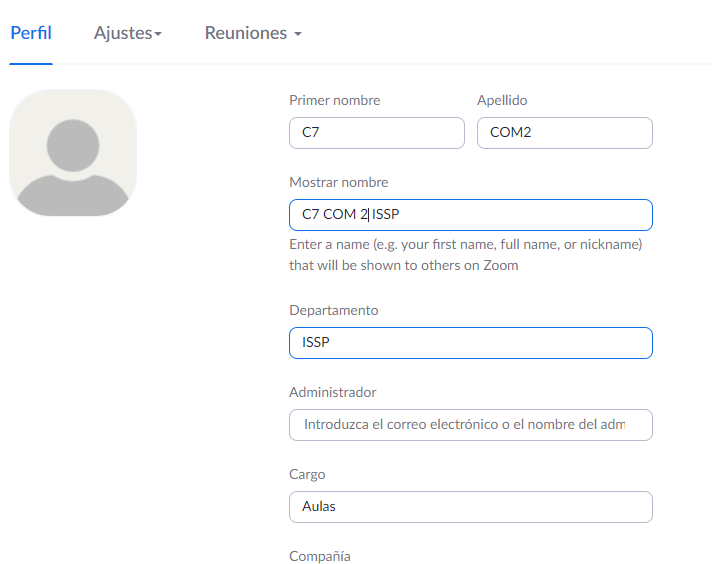 Perfil Ajustes Reuniones
Primer nombre Apellido
C7 COM2
Mostrar nombre
C7 COM 2 ISSP
Enter a name (e.g. your first name, full name, or nickname)
that will be shown to others on Zoom
Departamento
ISSP
Administrador
Introduzca el correo electrónico o el nombre del adm
Cargo
Aulas
Compañía